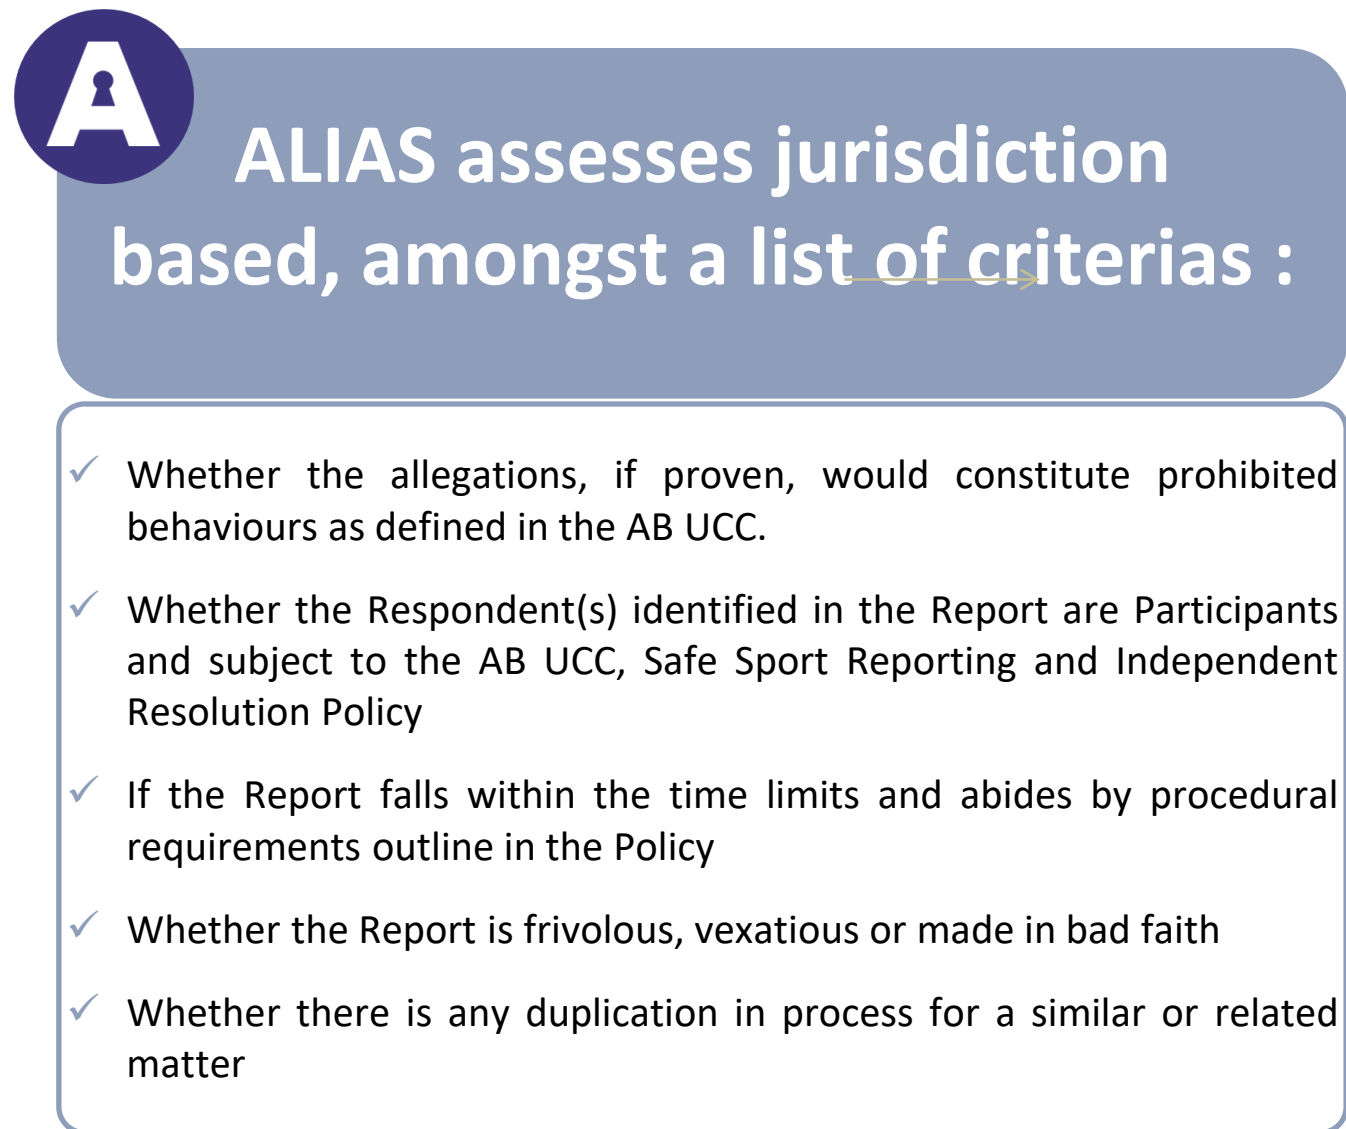 A
ALIAS assesses jurisdiction
based, amongst a list of criterias :
Whether the allegations, if proven, would constitute prohibited
behaviours as defined in the AB UCC.
Whether the Respondent(s) identified in the Report are Participants
and subject to the AB UCC, Safe Sport Reporting and Independent
Resolution Policy
If the Report falls within the time limits and abides by procedural
requirements outline in the Policy
Whether the Report is frivolous, vexatious or made in bad faith
Whether there is any duplication in process for a similar or related
matter